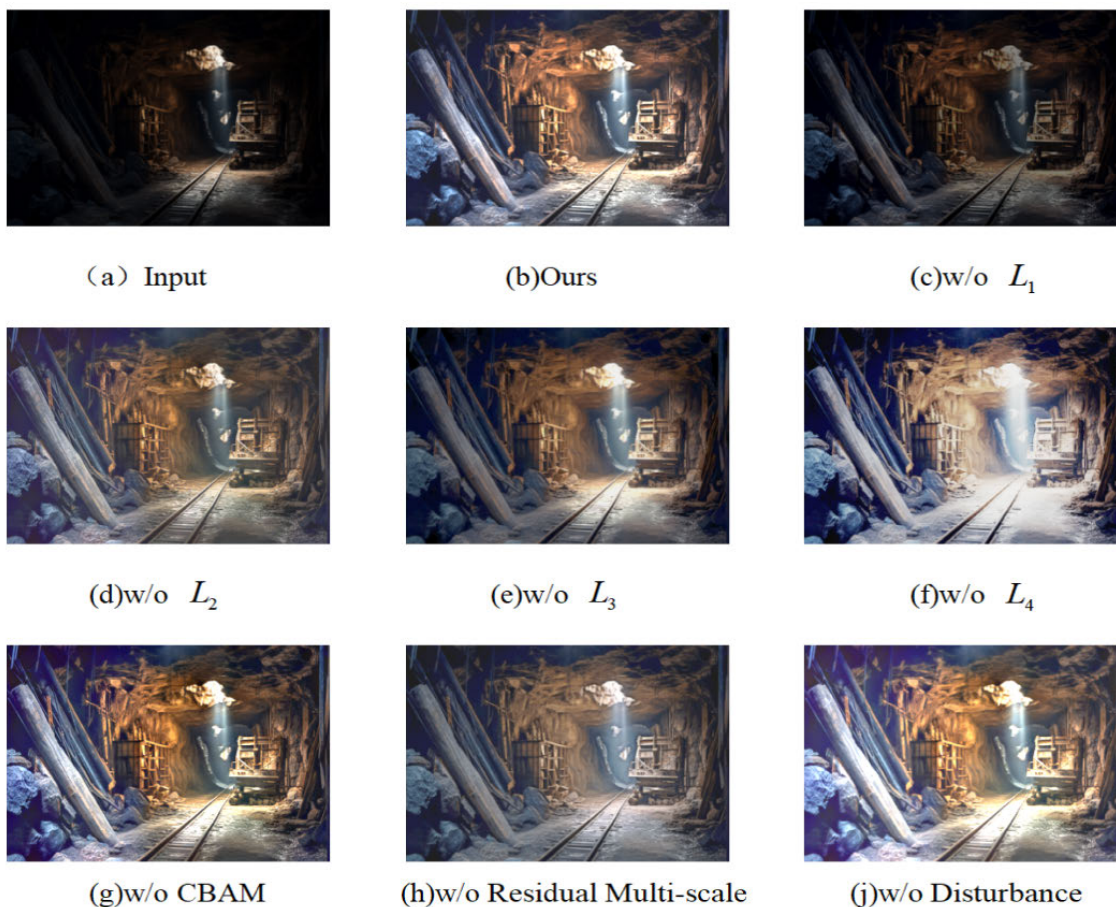 （a）Input
(b)Ours
(c)w/o L₁
(d)w/o L₂
(e)w/o L₃
(f)w/o L₄
(g)w/o CBAM
(h)w/o Residual Multi-scale
(j)w/o Disturbance